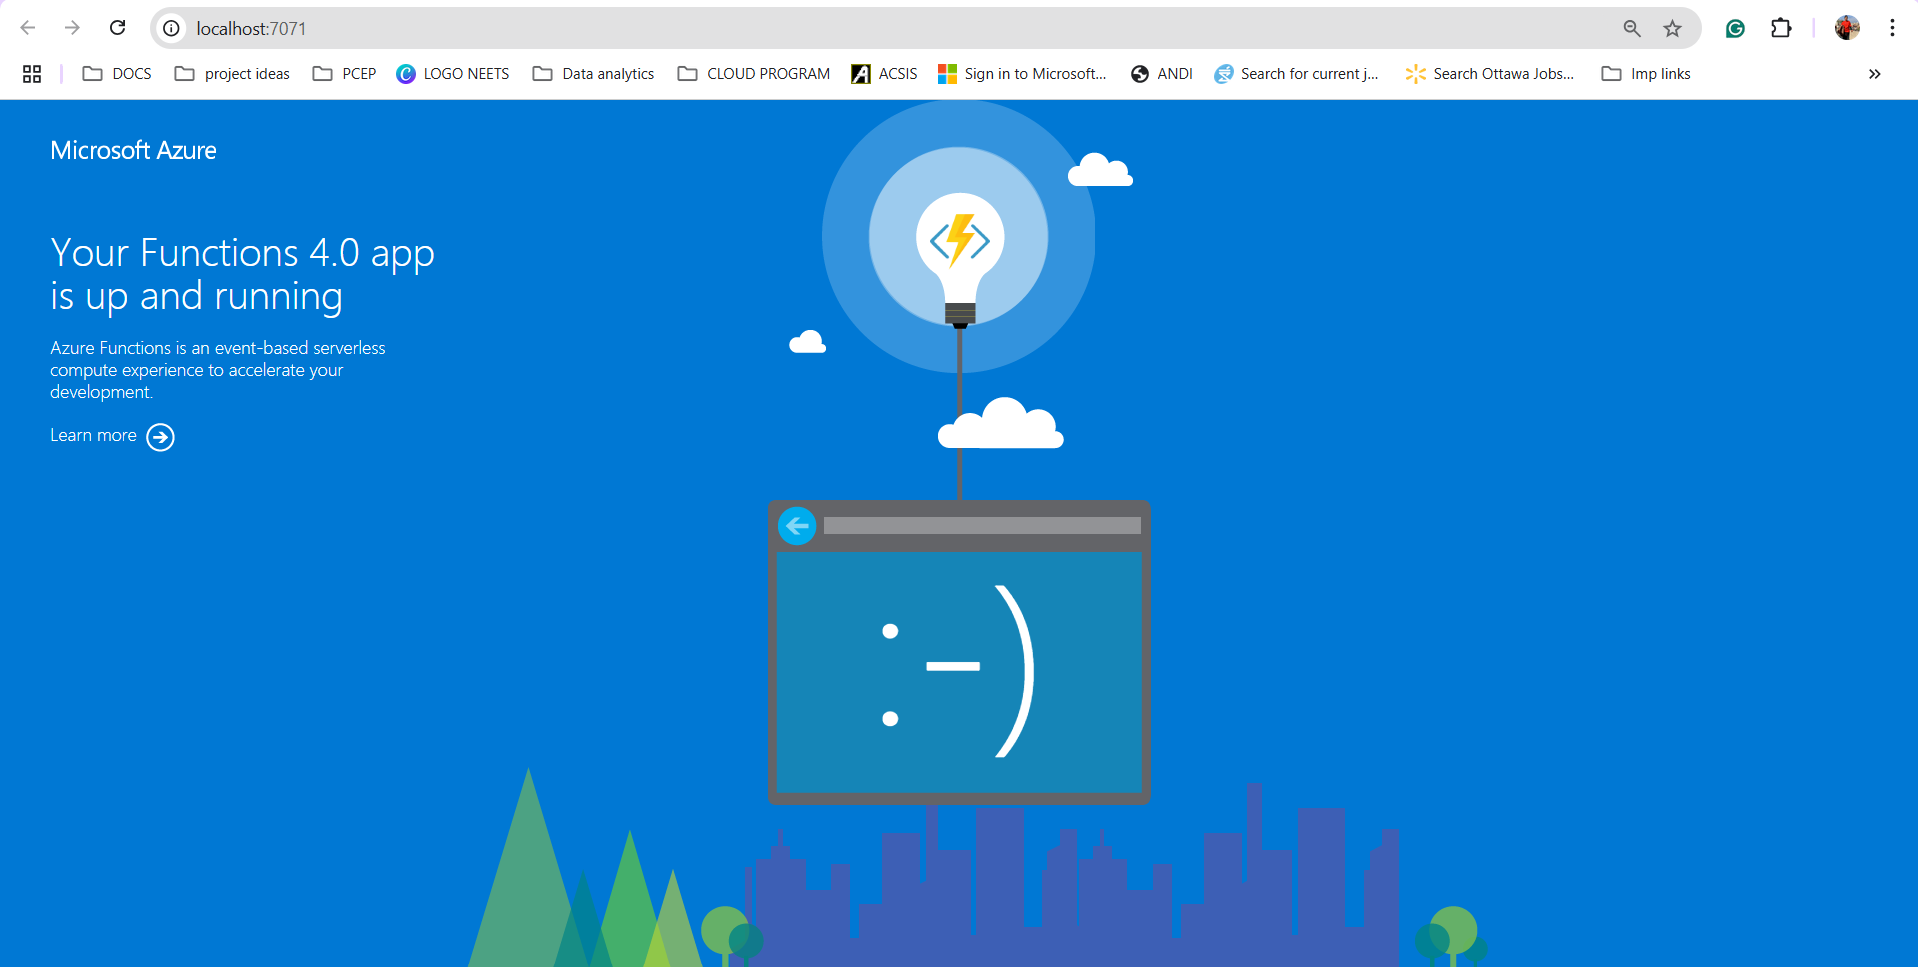 localhost:7071
DOCS project ideas PCEP LOGO NEETS Data analytics CLOUD PROGRAM ACSIS Sign in to Microsoft... ANDI Search for current j... Search Ottawa Jobs... Imp links
Microsoft Azure
Your Functions 4.0 app
is up and running
Azure Functions is an event-based serverless
compute experience to accelerate your
development.
Learn more
:-)